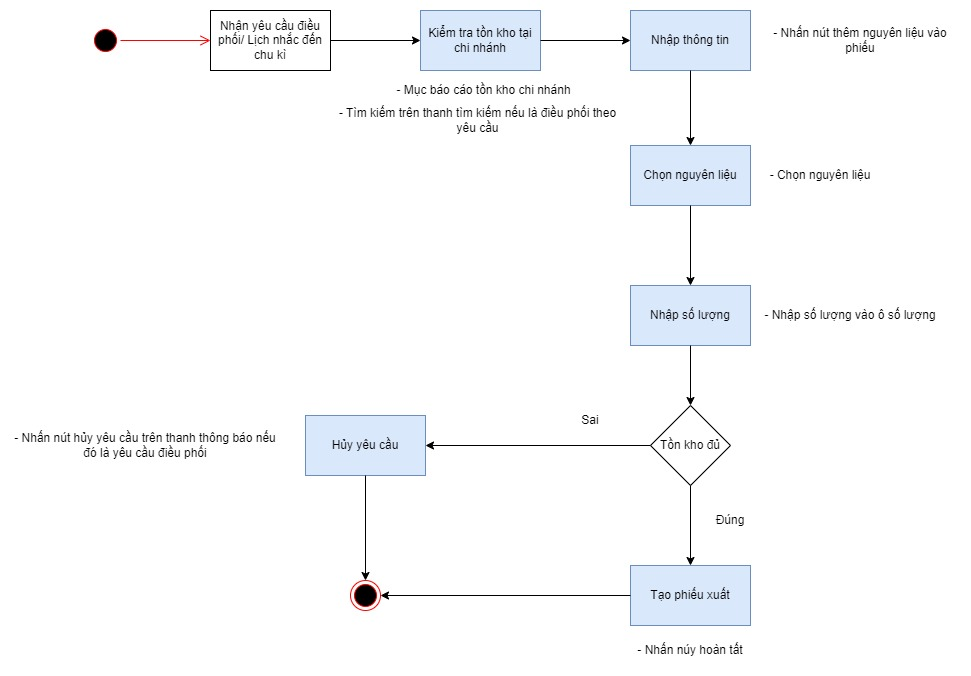 Nhận yêu cầu điều
phối/ Lịch nhắc đến
chu kì
Kiểm tra tồn kho tại
chi nhánh
Nhập thông tin
- Nhấn nút thêm nguyên liệu vào
phiếu
- Mục báo cáo tồn kho chi nhánh
- Tìm kiếm trên thanh tìm kiếm nếu là điều phối theo
yêu cầu
Chọn nguyên liệu
- Chọn nguyên liệu
Nhập số lượng
- Nhập số lượng vào ô số lượng
Sai
- Nhấn nút hủy yêu cầu trên thanh thông báo nếu
đó là yêu cầu điều phối
Hủy yêu cầu
Tồn kho đủ
Đúng
Tạo phiếu xuất
- Nhấn núy hoàn tất